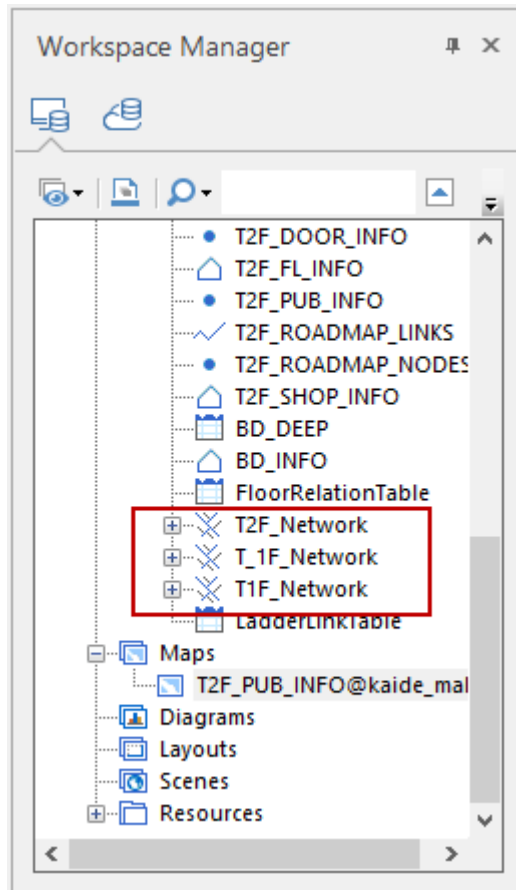 Workspace Manager
T2F_DOOR_INFO
T2F_FL_INFO
T2F_PUB_INFO
T2F_ROADMAP_LINKS
T2F_ROADMAP_NODES
T2F_SHOP_INFO
BD_DEEP
BD_INFO
FloorRelationTable
T2F_Network
T_1F_Network
T1F_Network
LadderLinkTable
Maps
T2F_PUB_INFO@kaide_mal
Diagrams
Layouts
Scenes
Resources